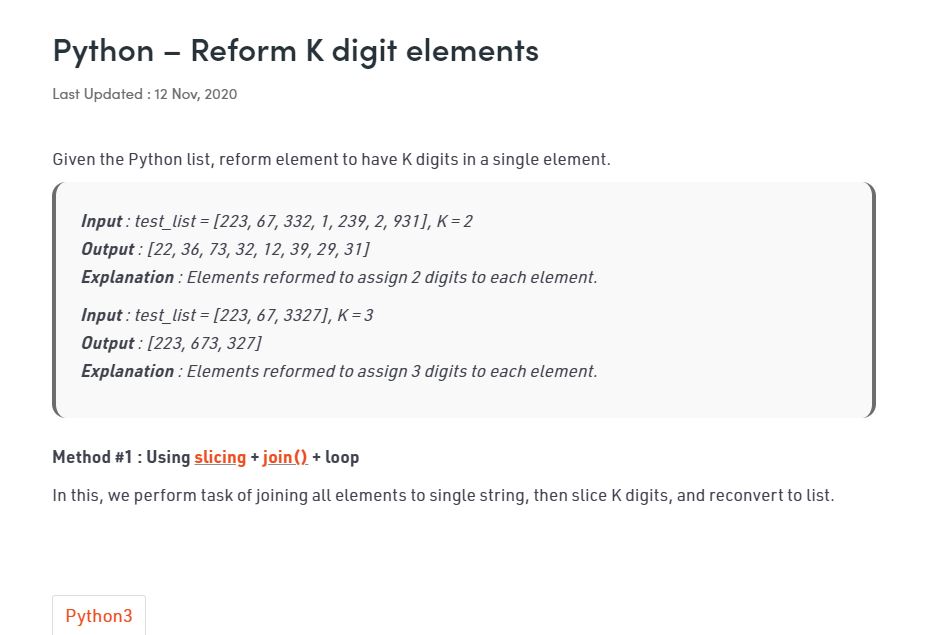 Python – Reform K digit elements
Last Updated : 12 Nov, 2020
Given the Python list, reform element to have K digits in a single element.
Input : test_list = [223, 67, 332, 1, 239, 2, 931], K = 2
Output : [22, 36, 73, 32, 12, 39, 29, 31]
Explanation : Elements reformed to assign 2 digits to each element.
Input : test_list = [223, 67, 3327], K = 3
Output : [223, 673, 327]
Explanation : Elements reformed to assign 3 digits to each element.
Method #1 : Using slicing + join() + loop
In this, we perform task of joining all elements to single string, then slice K digits, and reconvert to list.
Python3